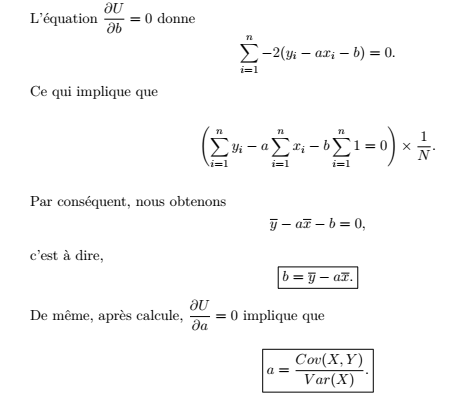 L'équation $\frac{\partial U}{\partial b} = 0$ donne
$\sum_{i=1}^{n} -2(y_i - ax_i - b) = 0.$
Ce qui implique que
$\left( \sum_{i=1}^{n} y_i - a \sum_{i=1}^{n} x_i - b \sum_{i=1}^{n} 1 = 0 \right) \times \frac{1}{N}.$
Par conséquent, nous obtenons
$\overline{y} - a\overline{x} - b = 0,$
c'est à dire,
$b = \overline{y} - a\overline{x}.$
De même, après calcule, $\frac{\partial U}{\partial a} = 0$ implique que
$a = \frac{Cov(X, Y)}{Var(X)}.$